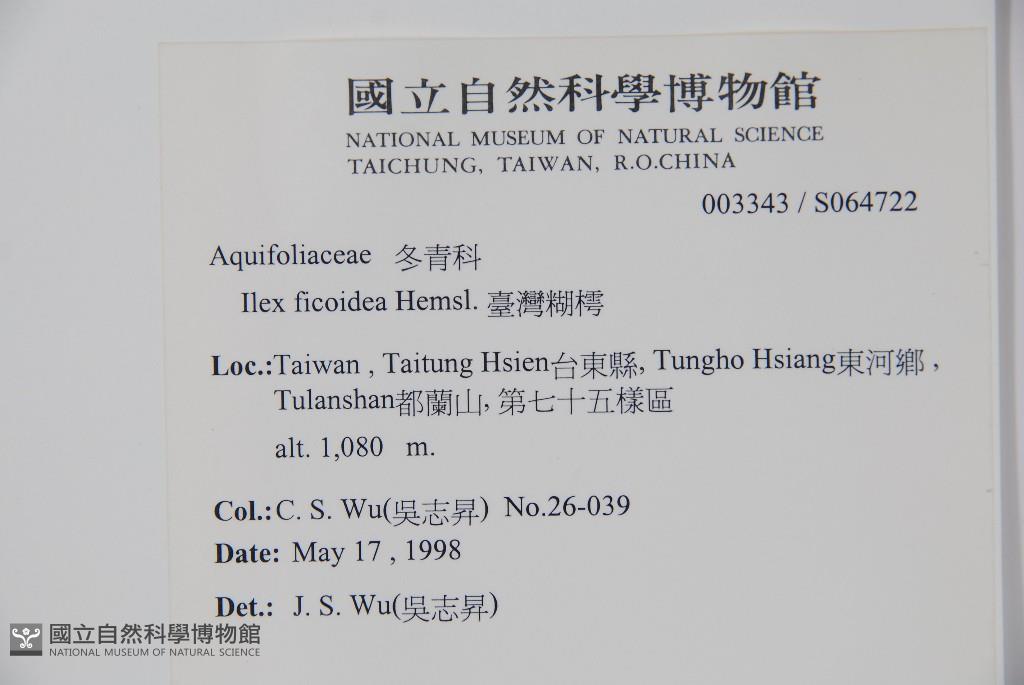 國立自然科學博物館
NATIONAL MUSEUM OF NATURAL SCIENCE
TAICHUNG, TAIWAN, R.O.CHINA
003343 / S064722
Aquifoliaceae 冬青科
Ilex ficoidea Hemsl. 臺灣糊樗
Loc.:Taiwan , Taitung Hsien台東縣, Tungho Hsiang東河鄉 ,
Tulanshan都蘭山, 第七十五樣區
alt. 1,080 m.
Col.: C. S. Wu(吳志昇) No.26-039
Date: May 17 , 1998
Det.: J. S. Wu(吳志昇)
國立自然科學博物館
NATIONAL MUSEUM OF NATURAL SCIENCE